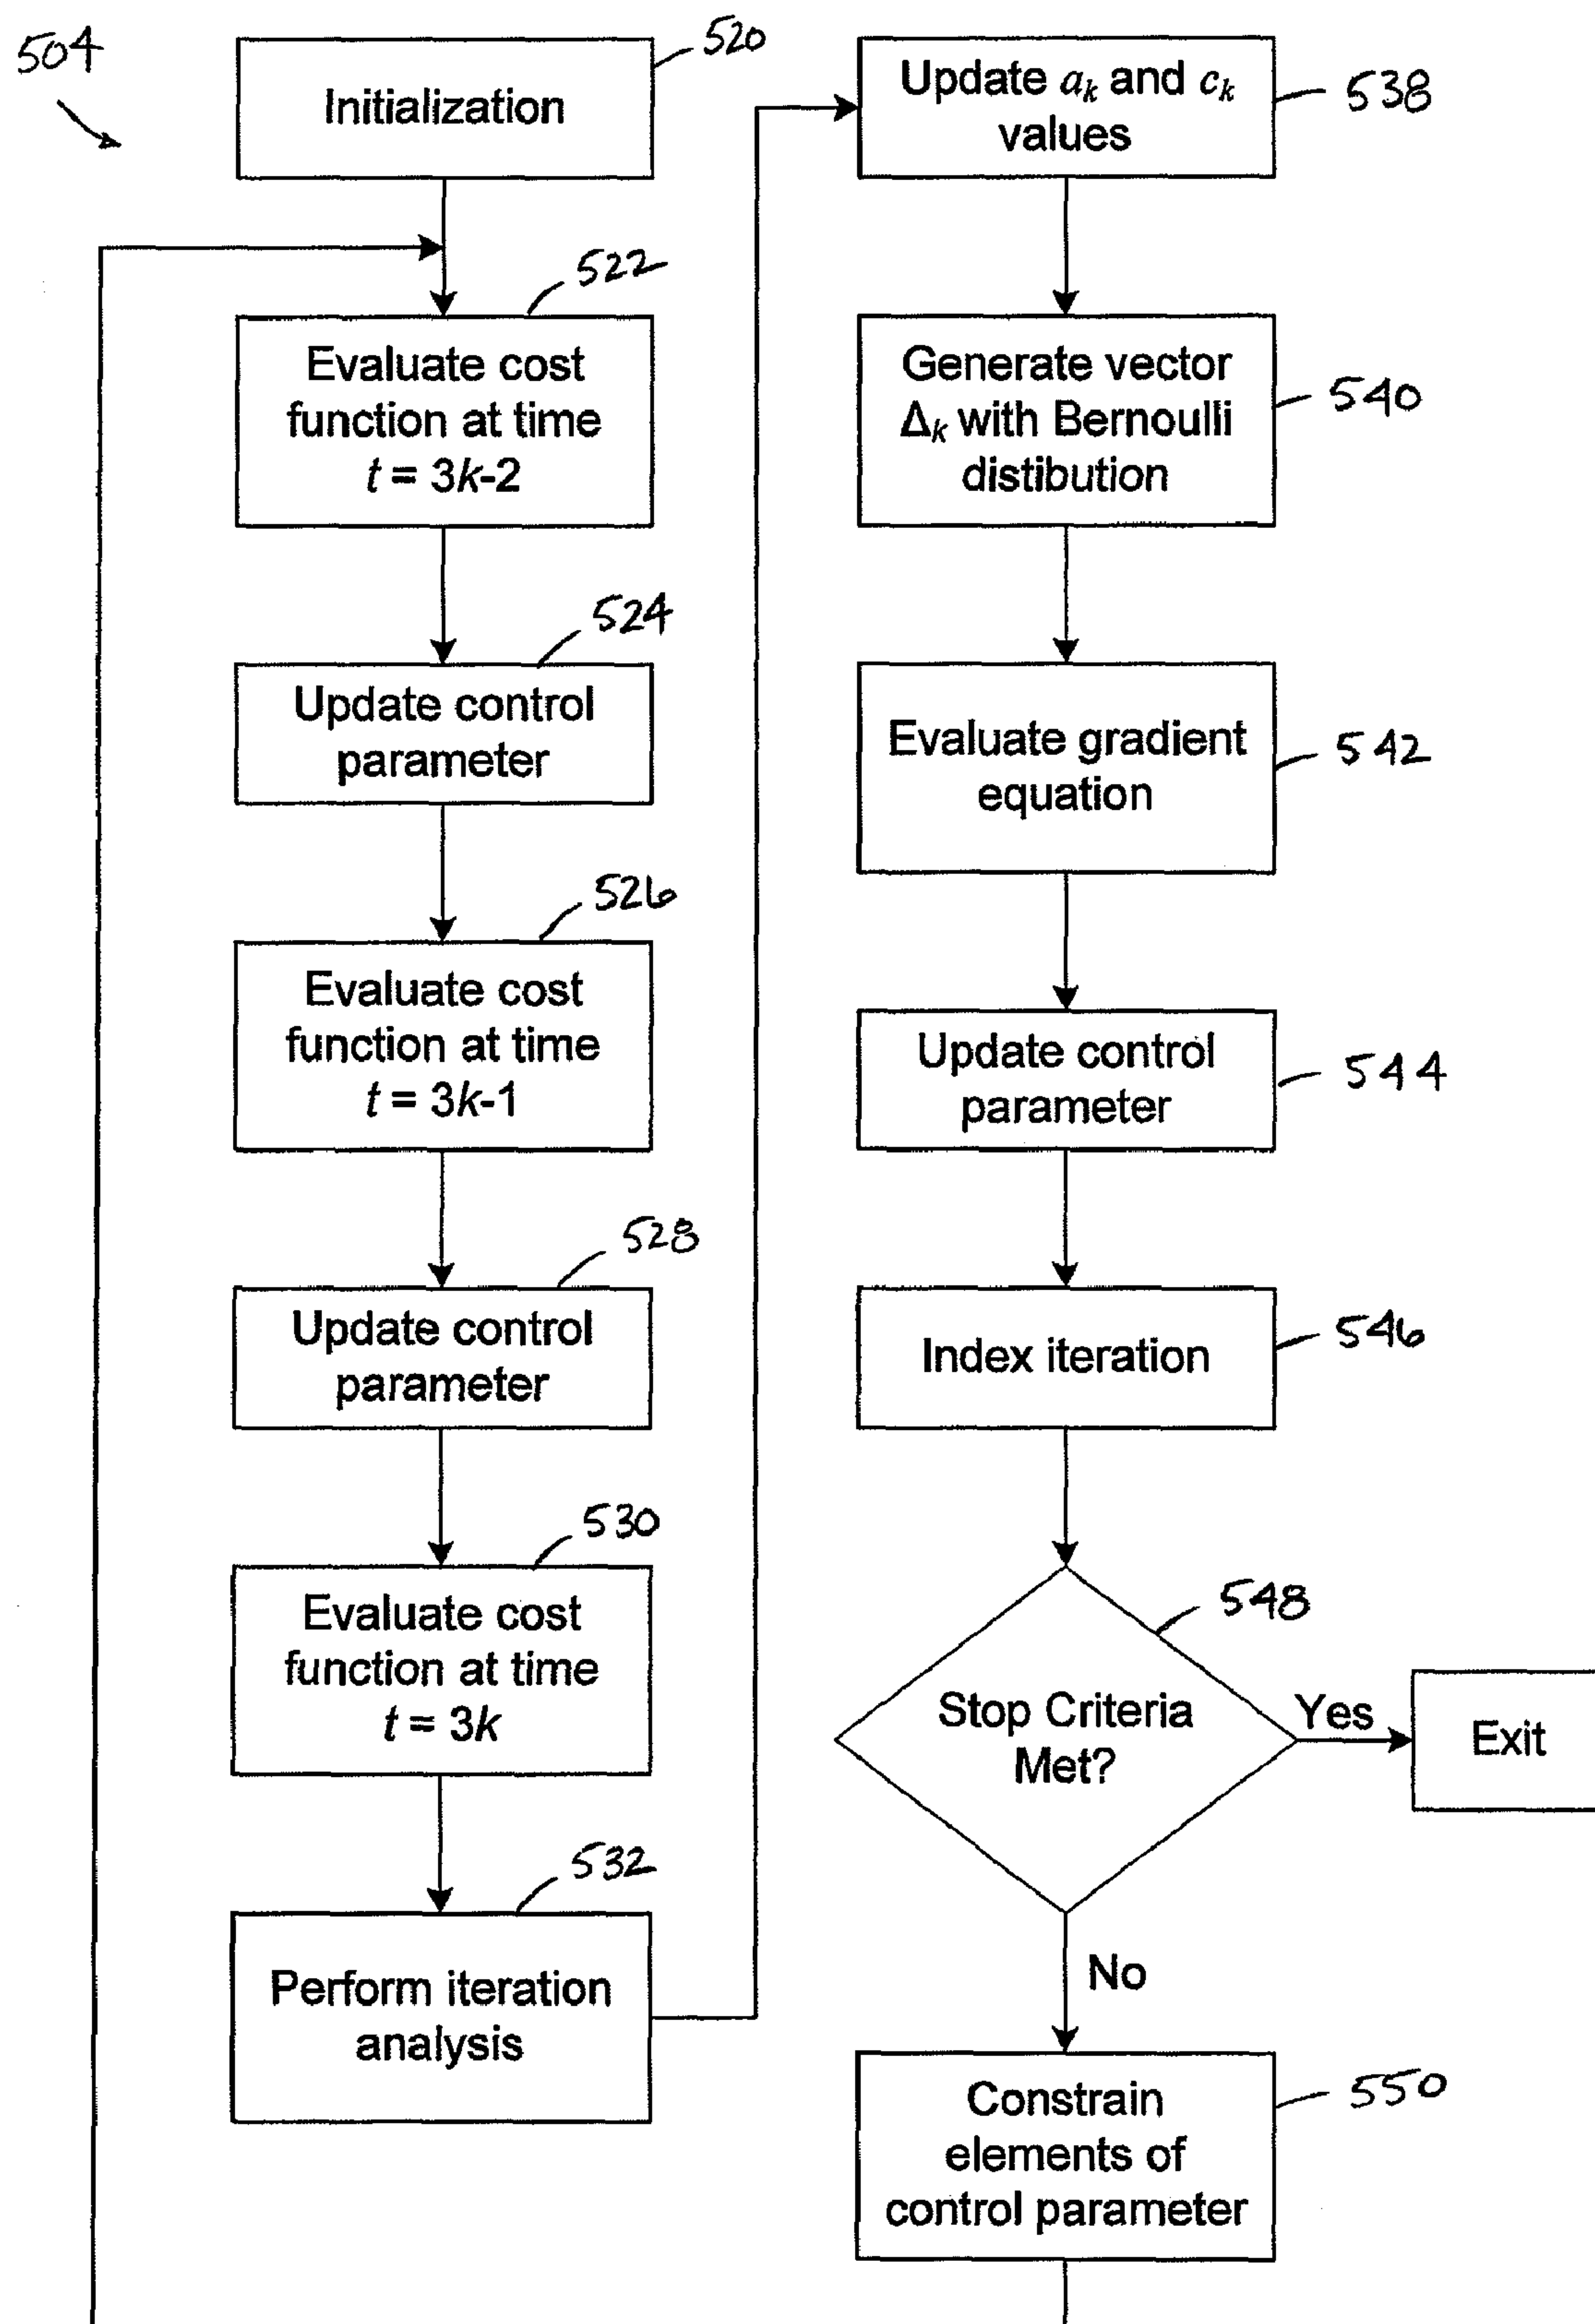 504
Initialization
520
522
Evaluate cost
function at time
t = 3k-2
524
Update control
parameter
526
Evaluate cost
function at time
t = 3k-1
528
Update control
parameter
530
Evaluate cost
function at time
t = 3k
532
Perform iteration
analysis
Update aₖ and cₖ
values
538
Generate vector
Δₖ with Bernoulli
distibution
540
Evaluate gradient
equation
542
Update control
parameter
544
Index iteration
546
548
Stop Criteria
Met?
Yes
Exit
No
Constrain
elements of
control parameter
550